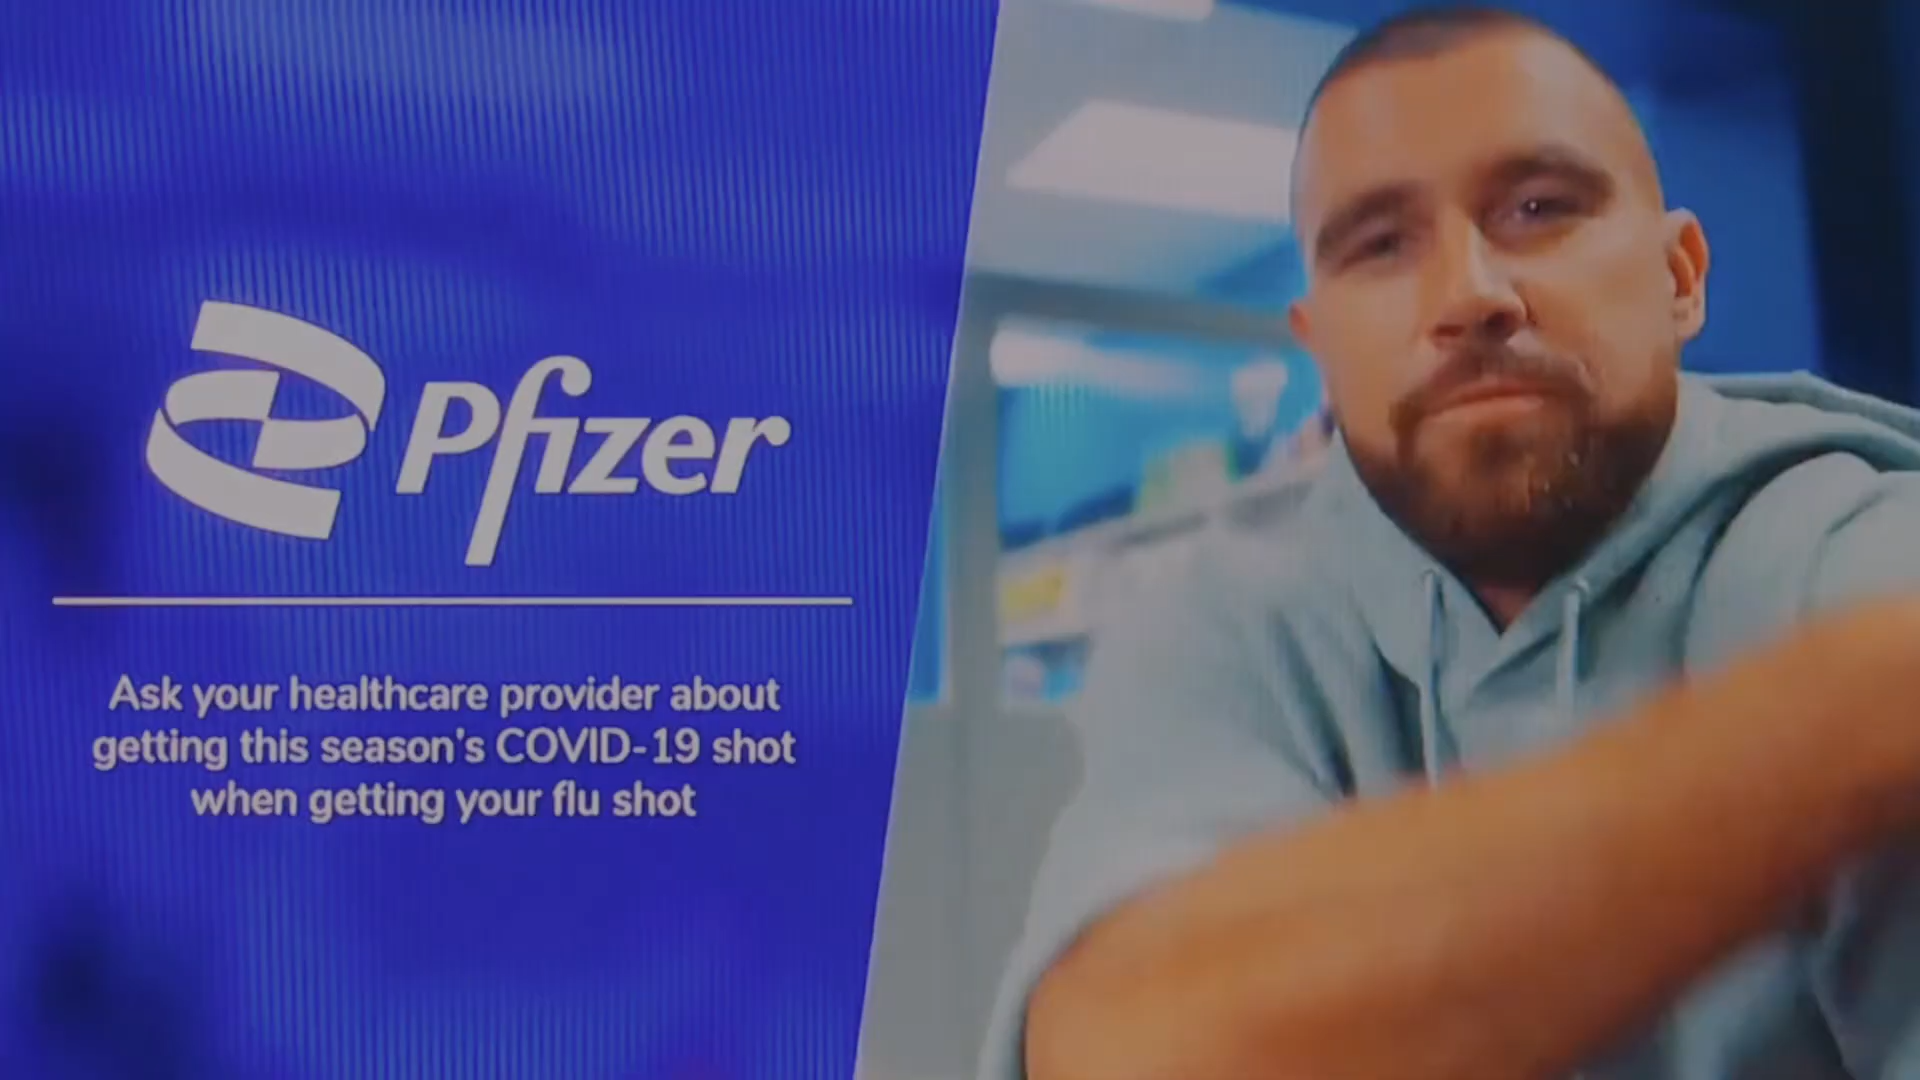 Pfizer
Ask your healthcare provider about
getting this season's COVID-19 shot
when getting your flu shot